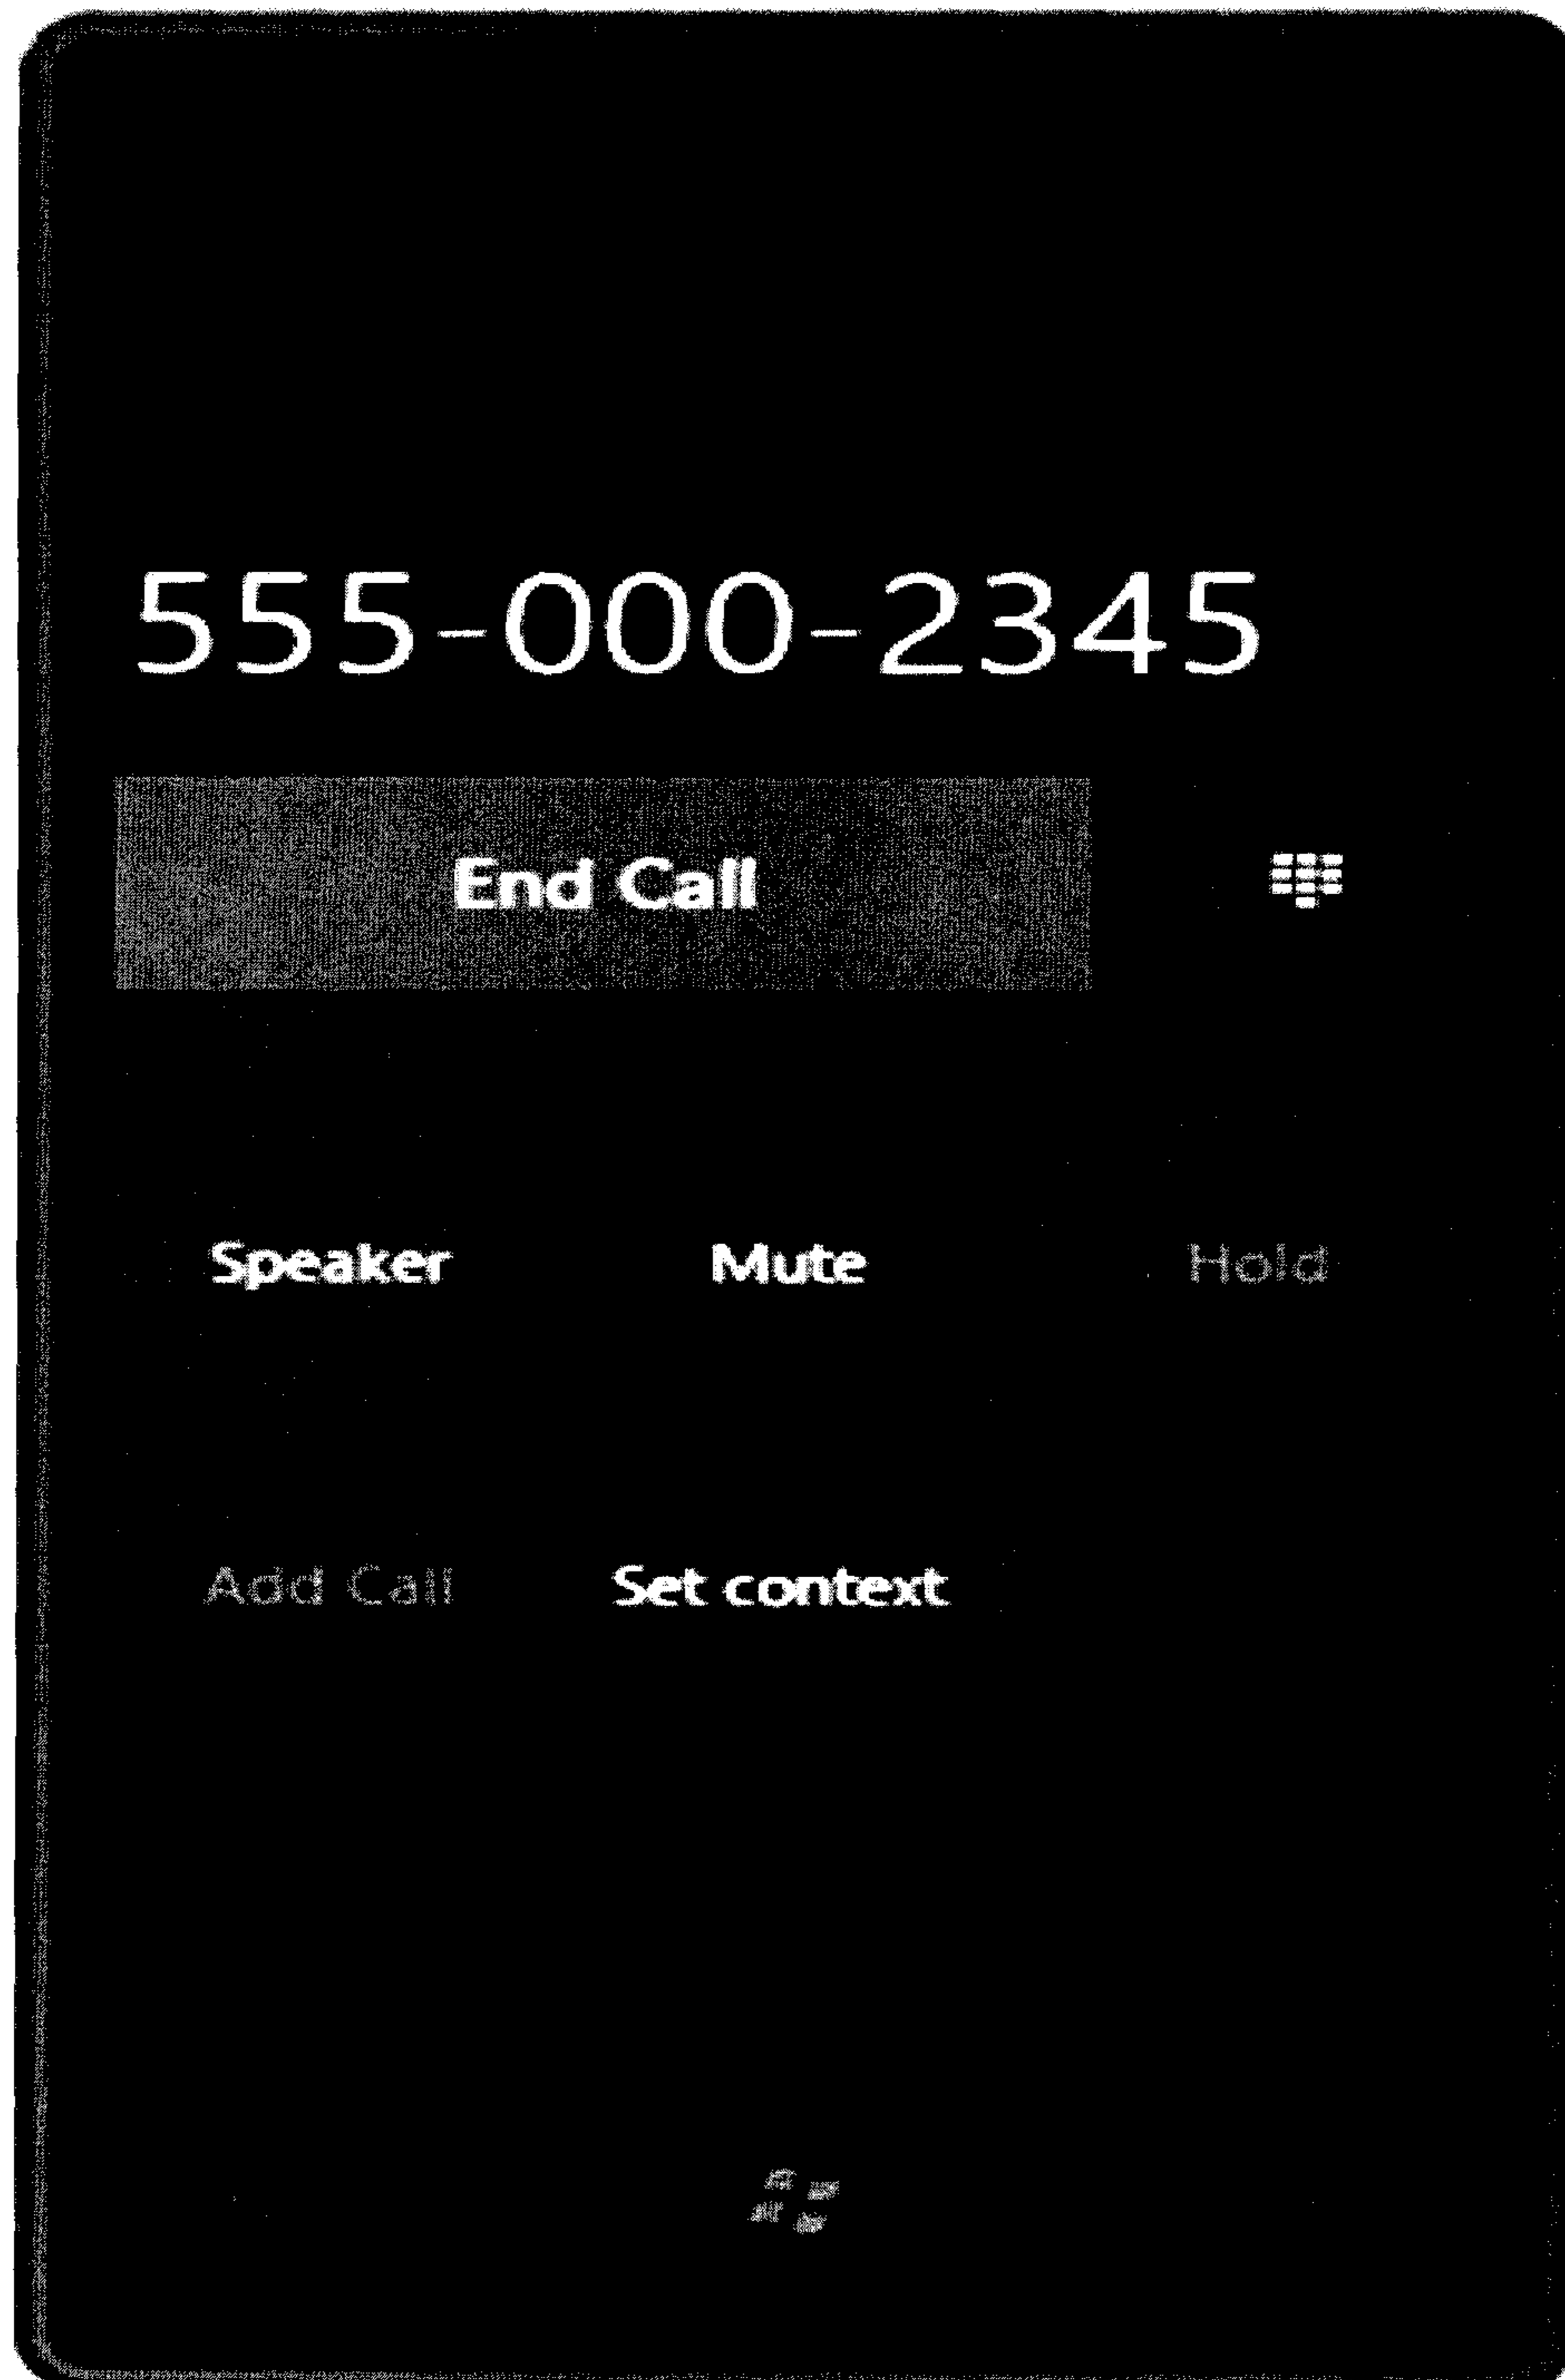 555-000-2345
End Call
Speaker Mute Hold
Add Call Set context